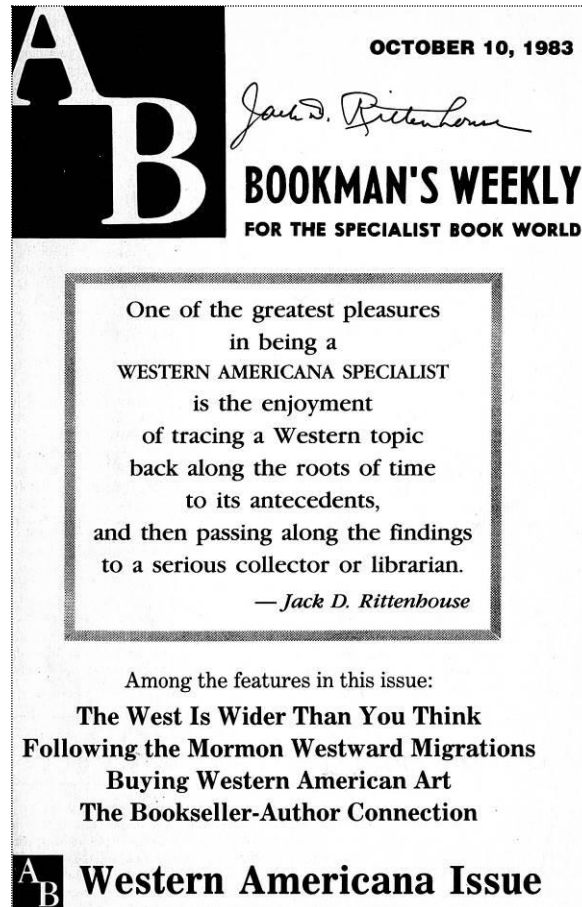 AB
OCTOBER 10, 1983
Jack D. Rittenhouse
BOOKMAN'S WEEKLY
FOR THE SPECIALIST BOOK WORLD
One of the greatest pleasures
in being a
WESTERN AMERICANA SPECIALIST
is the enjoyment
of tracing a Western topic
back along the roots of time
to its antecedents,
and then passing along the findings
to a serious collector or librarian.
— Jack D. Rittenhouse
Among the features in this issue:
The West Is Wider Than You Think
Following the Mormon Westward Migrations
Buying Western American Art
The Bookseller-Author Connection
AB Western Americana Issue